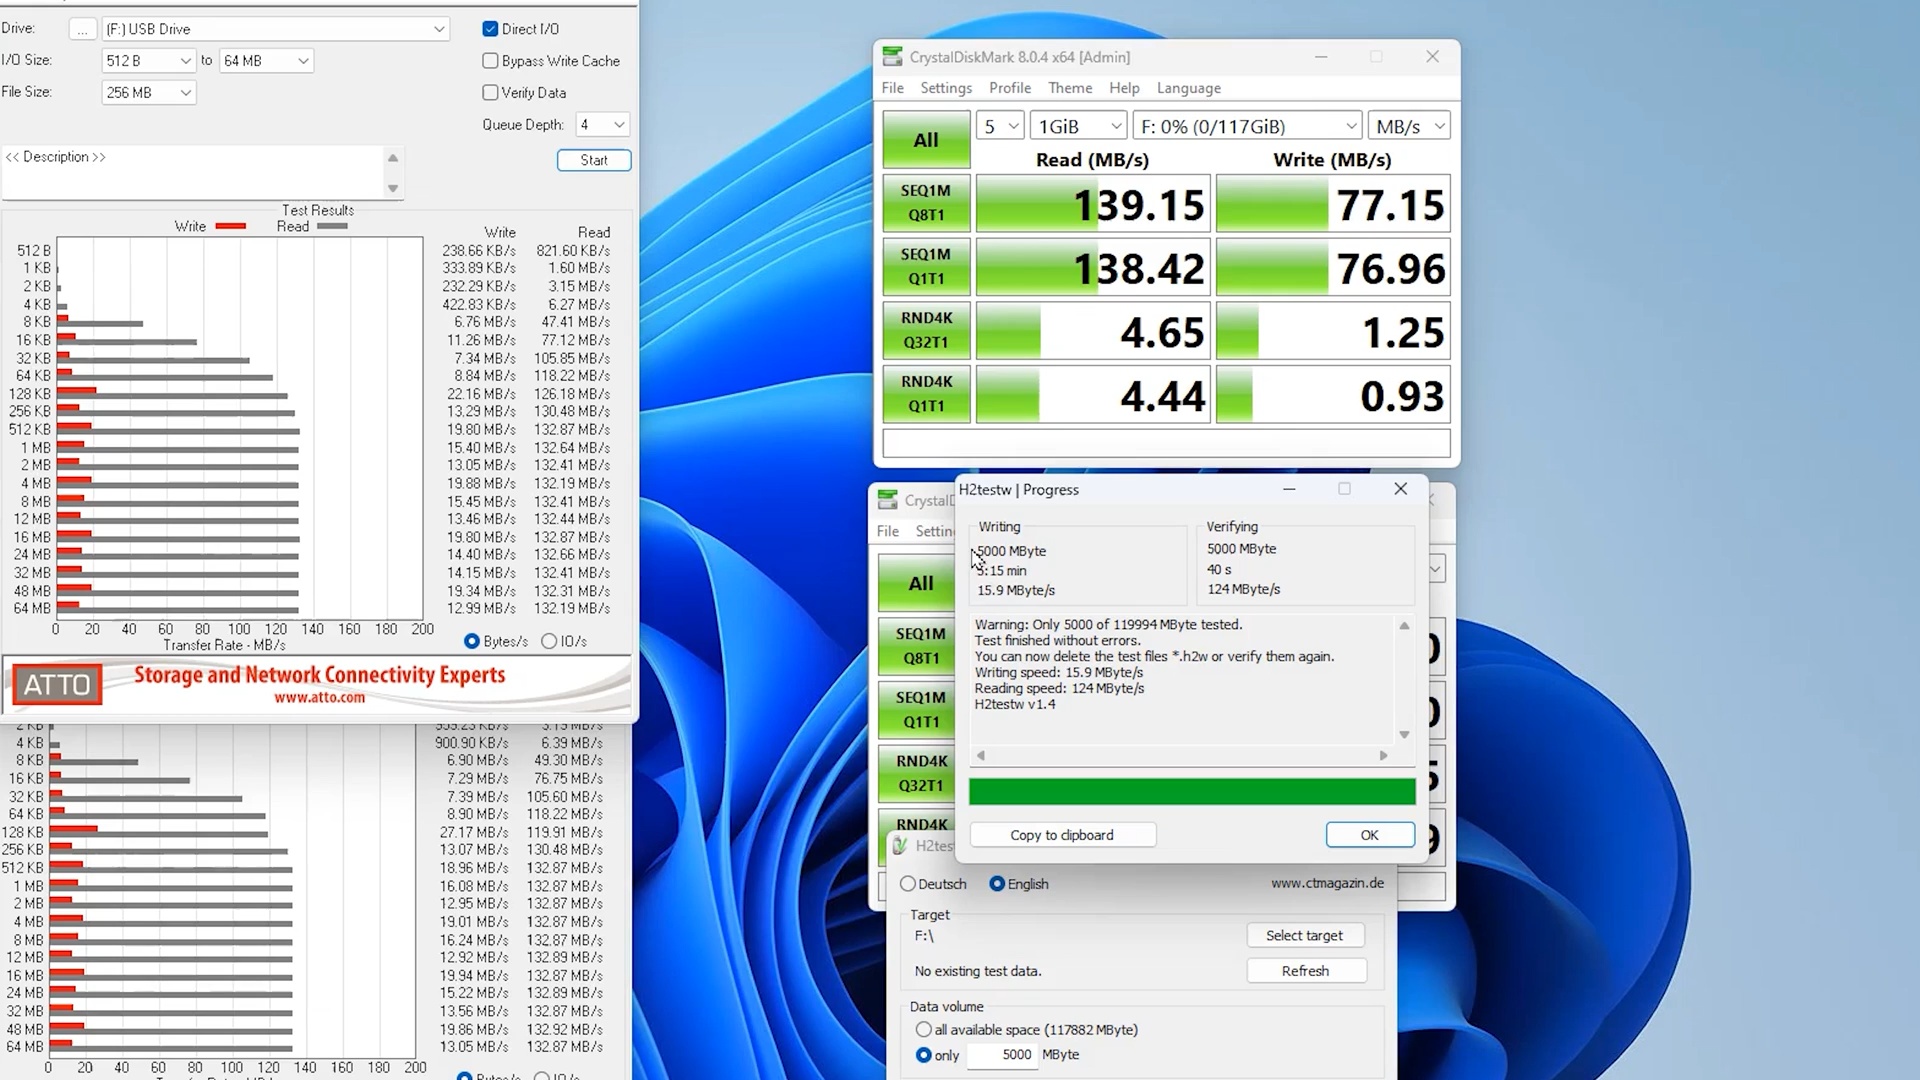 Drive: ... (F:) USB Drive
Direct I/O
I/O Size: 512 B to 64 MB
Bypass Write Cache
File Size: 256 MB
Verify Data
Queue Depth: 4
<< Description >>
Start
Test Results
Write Read
Write Read
512 B 238.66 KB/s 821.60 KB/s
1 KB 333.89 KB/s 1.60 MB/s
2 KB 232.29 KB/s 3.15 MB/s
4 KB 422.83 KB/s 6.27 MB/s
8 KB 6.76 MB/s 47.41 MB/s
16 KB 11.26 MB/s 77.12 MB/s
32 KB 7.34 MB/s 105.85 MB/s
64 KB 8.84 MB/s 118.22 MB/s
128 KB 22.16 MB/s 126.18 MB/s
256 KB 13.29 MB/s 130.48 MB/s
512 KB 19.80 MB/s 132.87 MB/s
1 MB 15.40 MB/s 132.64 MB/s
2 MB 13.05 MB/s 132.41 MB/s
4 MB 19.88 MB/s 132.19 MB/s
8 MB 15.45 MB/s 132.41 MB/s
12 MB 13.46 MB/s 132.44 MB/s
16 MB 19.80 MB/s 132.87 MB/s
24 MB 14.40 MB/s 132.66 MB/s
32 MB 14.15 MB/s 132.41 MB/s
48 MB 19.34 MB/s 132.31 MB/s
64 MB 12.99 MB/s 132.19 MB/s
0 20 40 60 80 100 120 140 160 180 200
Transfer Rate - MB/s
Bytes/s IO/s
ATTO
Storage and Network Connectivity Experts
www.atto.com
4 KB 900.90 KB/s 6.39 MB/s
8 KB 6.90 MB/s 49.30 MB/s
16 KB 7.29 MB/s 76.75 MB/s
32 KB 7.39 MB/s 105.60 MB/s
64 KB 8.90 MB/s 118.22 MB/s
128 KB 27.17 MB/s 119.91 MB/s
256 KB 13.07 MB/s 130.48 MB/s
512 KB 18.96 MB/s 132.87 MB/s
1 MB 16.08 MB/s 132.87 MB/s
2 MB 12.95 MB/s 132.87 MB/s
4 MB 19.01 MB/s 132.87 MB/s
8 MB 16.24 MB/s 132.87 MB/s
12 MB 12.92 MB/s 132.89 MB/s
16 MB 19.94 MB/s 132.87 MB/s
24 MB 15.22 MB/s 132.89 MB/s
32 MB 13.56 MB/s 132.87 MB/s
48 MB 19.86 MB/s 132.92 MB/s
64 MB 13.05 MB/s 132.87 MB/s
0 20 40 60 80 100 120 140 160 180 200
CrystalDiskMark 8.0.4 x64 [Admin]
File Settings Profile Theme Help Language
All 5 1GiB F: 0% (0/117GiB) MB/s
Read (MB/s) Write (MB/s)
SEQ1M
Q8T1 139.15 77.15
SEQ1M
Q1T1 138.42 76.96
RND4K
Q32T1 4.65 1.25
RND4K
Q1T1 4.44 0.93
File
All
SEQ1M
Q8T1
SEQ1M
Q1T1
RND4K
Q32T1
RND4K
H2testw | Progress
Writing
5000 MByte
15 min
15.9 MByte/s
Verifying
5000 MByte
40 s
124 MByte/s
Warning: Only 5000 of 119994 MByte tested.
Test finished without errors.
You can now delete the test files *.h2w or verify them again.
Writing speed: 15.9 MByte/s
Reading speed: 124 MByte/s
H2testw v1.4
Copy to clipboard OK
Deutsch English www.ctmagazin.de
Target
F:\
Select target
No existing test data.
Refresh
Data volume
all available space (117882 MByte)
only 5000 MByte